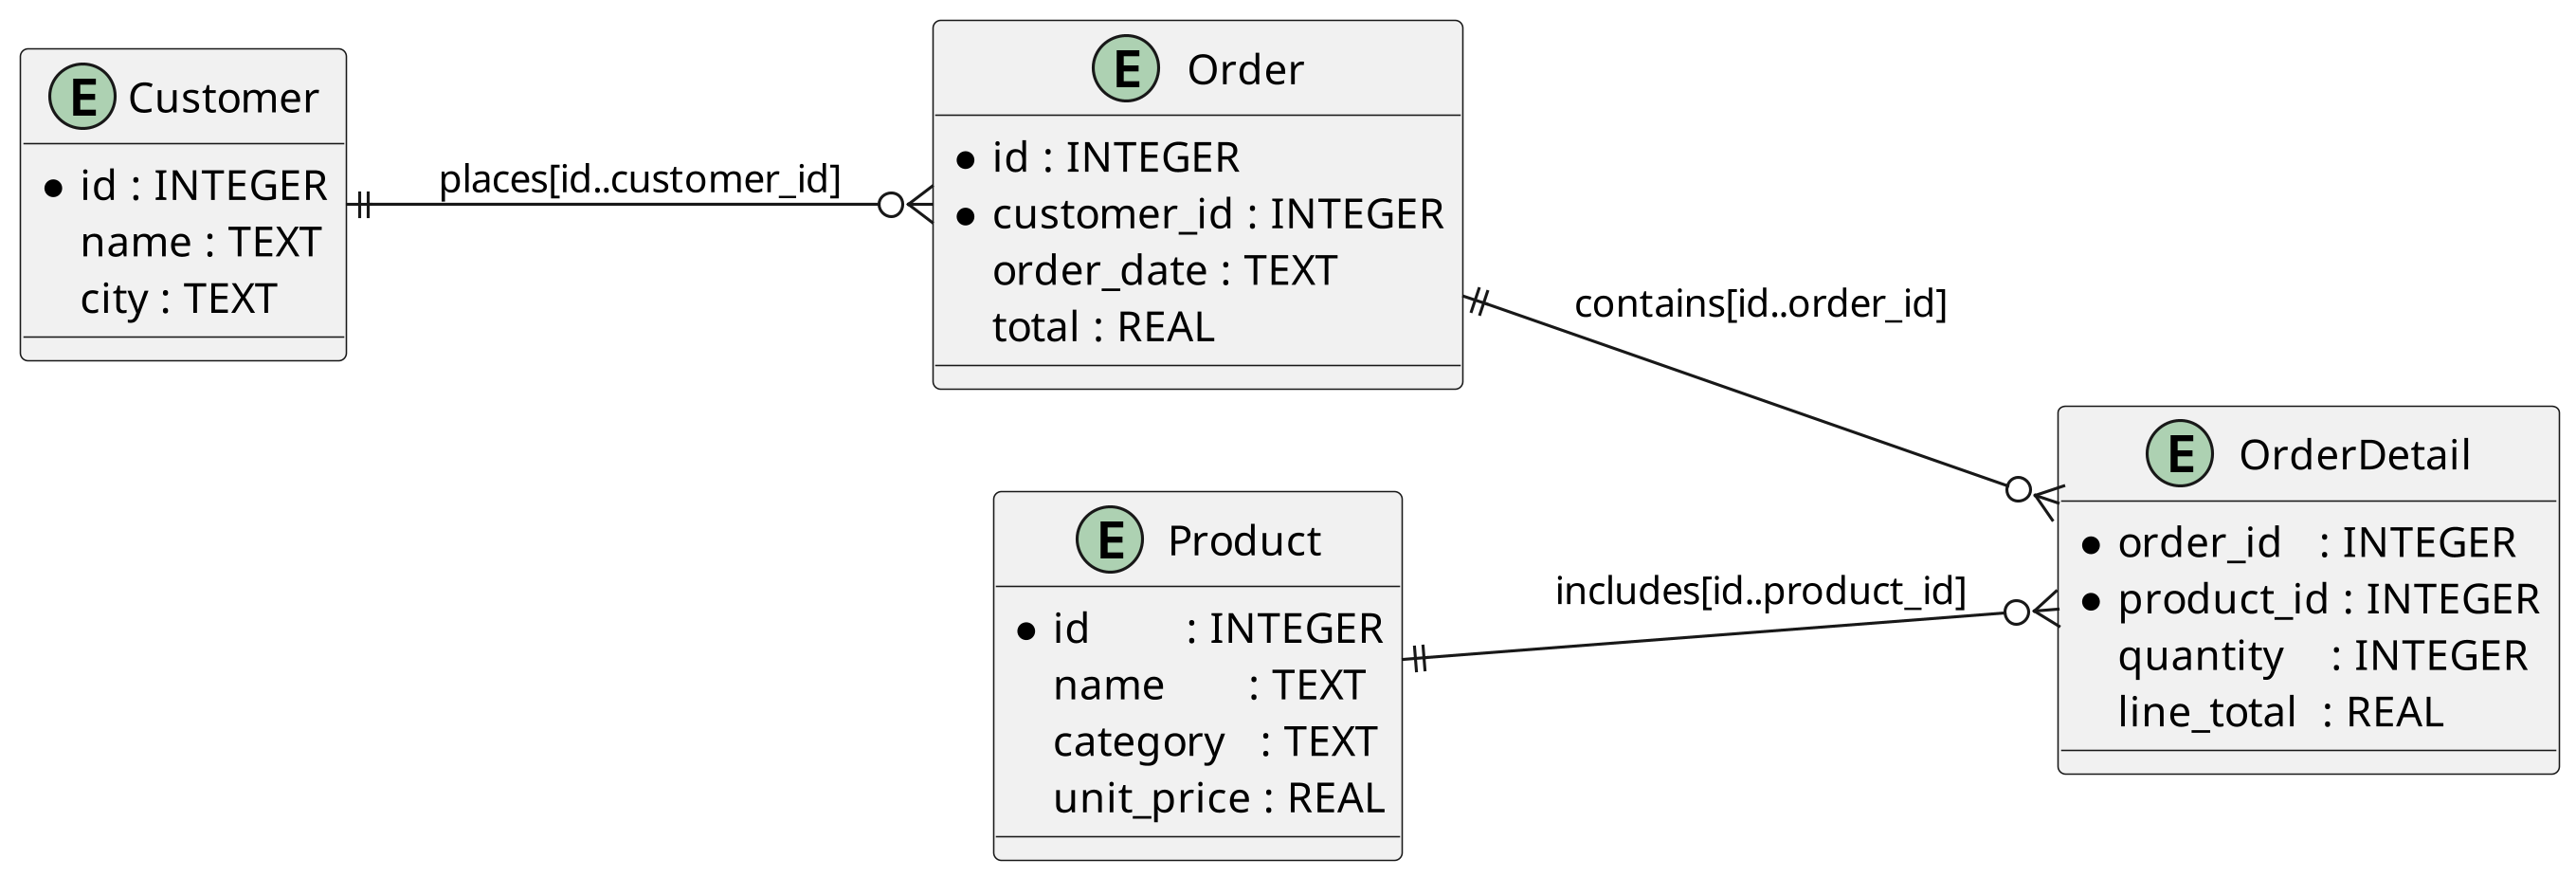 E Customer
id : INTEGER
name : TEXT
city : TEXT
places[id..customer_id]
E Order
id : INTEGER
customer_id : INTEGER
order_date : TEXT
total : REAL
contains[id..order_id]
E Product
id : INTEGER
name : TEXT
category : TEXT
unit_price : REAL
includes[id..product_id]
E OrderDetail
order_id : INTEGER
product_id : INTEGER
quantity : INTEGER
line_total : REAL